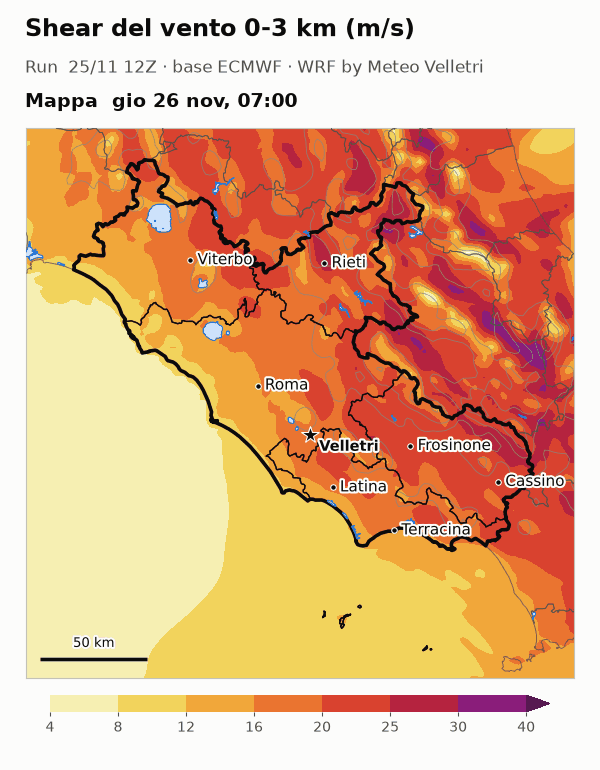 Shear del vento 0-3 km (m/s)
Run  25/11 12Z · base ECMWF · WRF by Meteo Velletri
Mappa  gio 26 nov, 07:00
Viterbo
Rieti
Roma
Velletri
Frosinone
Cassino
Latina
Terracina
50 km
4 8 12 16 20 25 30 40